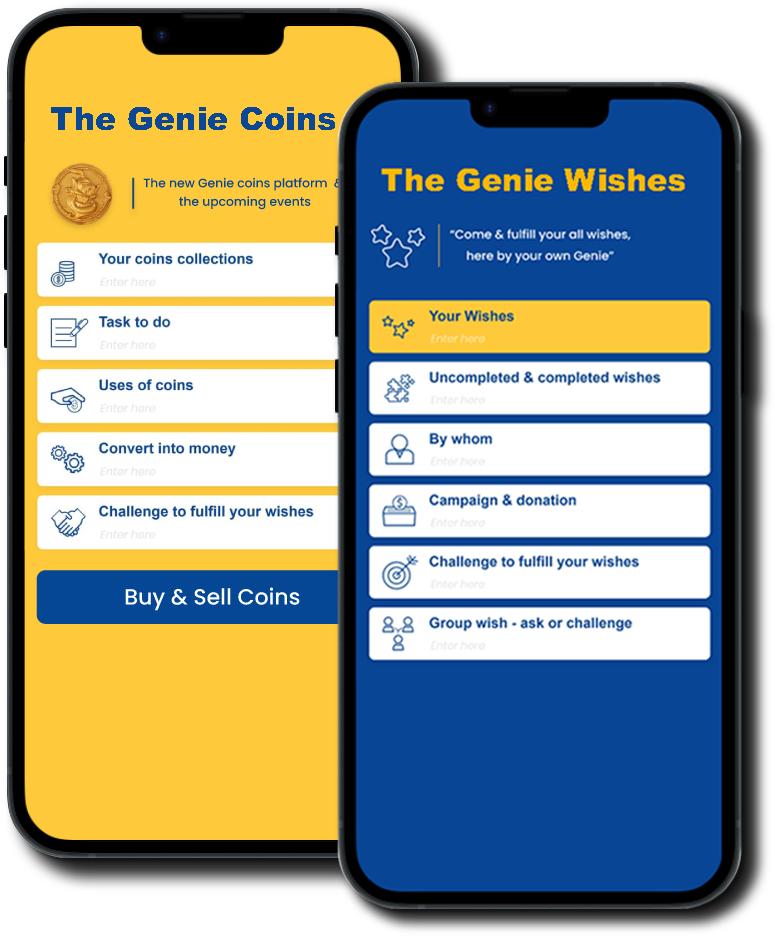 The Genie Coins
The new Genie coins platform &
the upcoming events
Your coins collections
Enter here
Task to do
Enter here
Uses of coins
Enter here
Convert into money
Enter here
Challenge to fulfill your wishes
Enter here
Buy & Sell Coins
The Genie Wishes
“Come & fulfill your all wishes,
here by your own Genie”
Your Wishes
Enter here
Uncompleted & completed wishes
Enter here
By whom
Enter here
Campaign & donation
Enter here
Challenge to fulfill your wishes
Enter here
Group wish - ask or challenge
Enter here